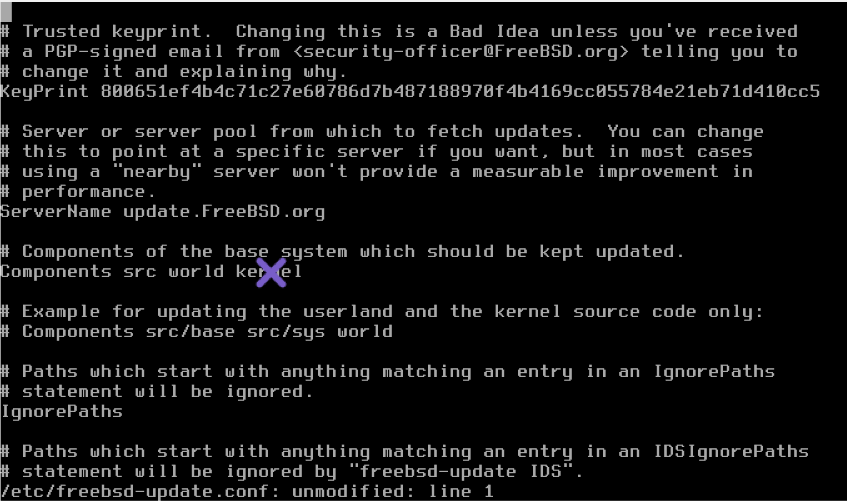 # Trusted keyprint.  Changing this is a Bad Idea unless you've received
# a PGP-signed email from <security-officer@FreeBSD.org> telling you to
# change it and explaining why.
KeyPrint 800651ef4b4c71c27e60786d7b487188970f4b4169cc055784e21eb71d410cc5
# Server or server pool from which to fetch updates.  You can change
# this to point at a specific server if you want, but in most cases
# using a "nearby" server won't provide a measurable improvement in
# performance.
ServerName update.FreeBSD.org
# Components of the base system which should be kept updated.
Components src world kernel
# Example for updating the userland and the kernel source code only:
# Components src/base src/sys world
# Paths which start with anything matching an entry in an IgnorePaths
# statement will be ignored.
IgnorePaths
# Paths which start with anything matching an entry in an IDSIgnorePaths
# statement will be ignored by "freebsd-update IDS".
/etc/freebsd-update.conf: unmodified: line 1